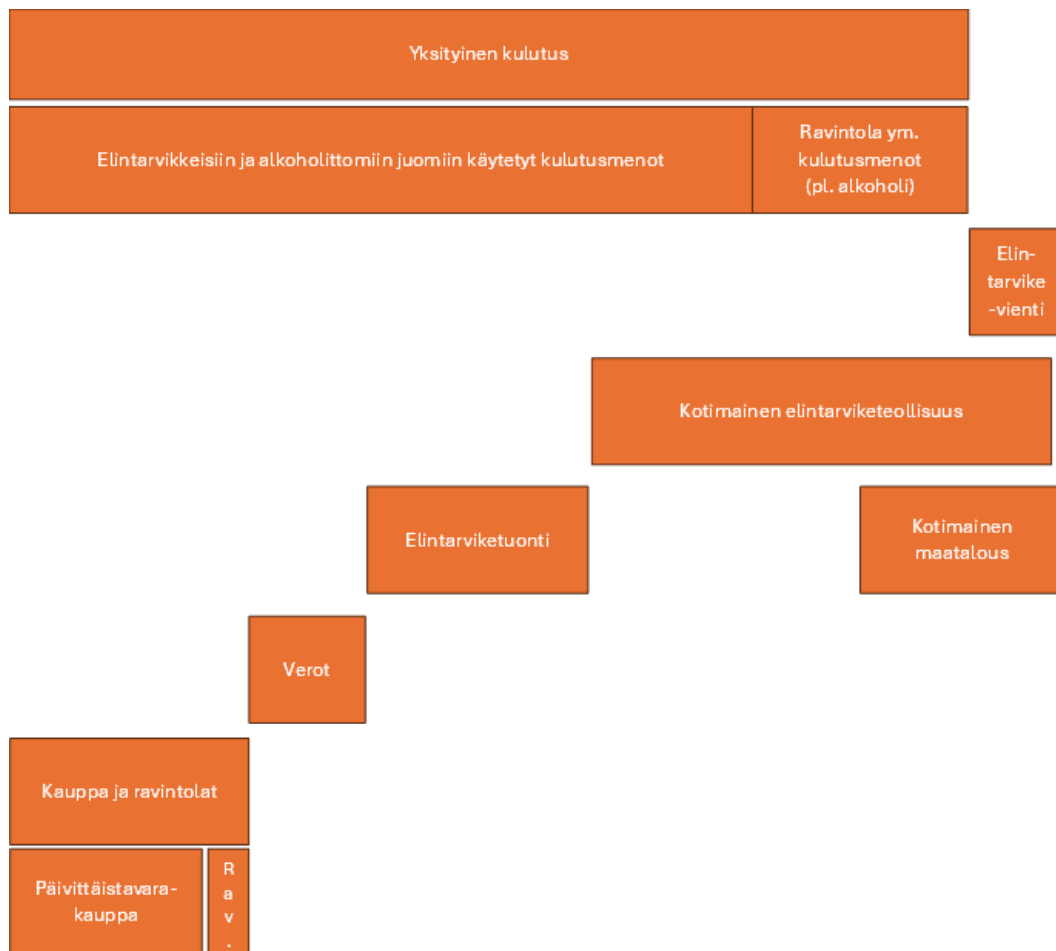 Yksityinen kulutus
Elintarvikkeisiin ja alkoholittomiin juomiin käytetyt kulutusmenot
Ravintola ym.
kulutusmenot
(pl. alkoholi)
Elin-
tarvike
-vienti
Kotimainen elintarviketeollisuus
Elintarviketuonti
Kotimainen
maatalous
Verot
Kauppa ja ravintolat
Päivittäistavara-
kauppa
R
a
v
.